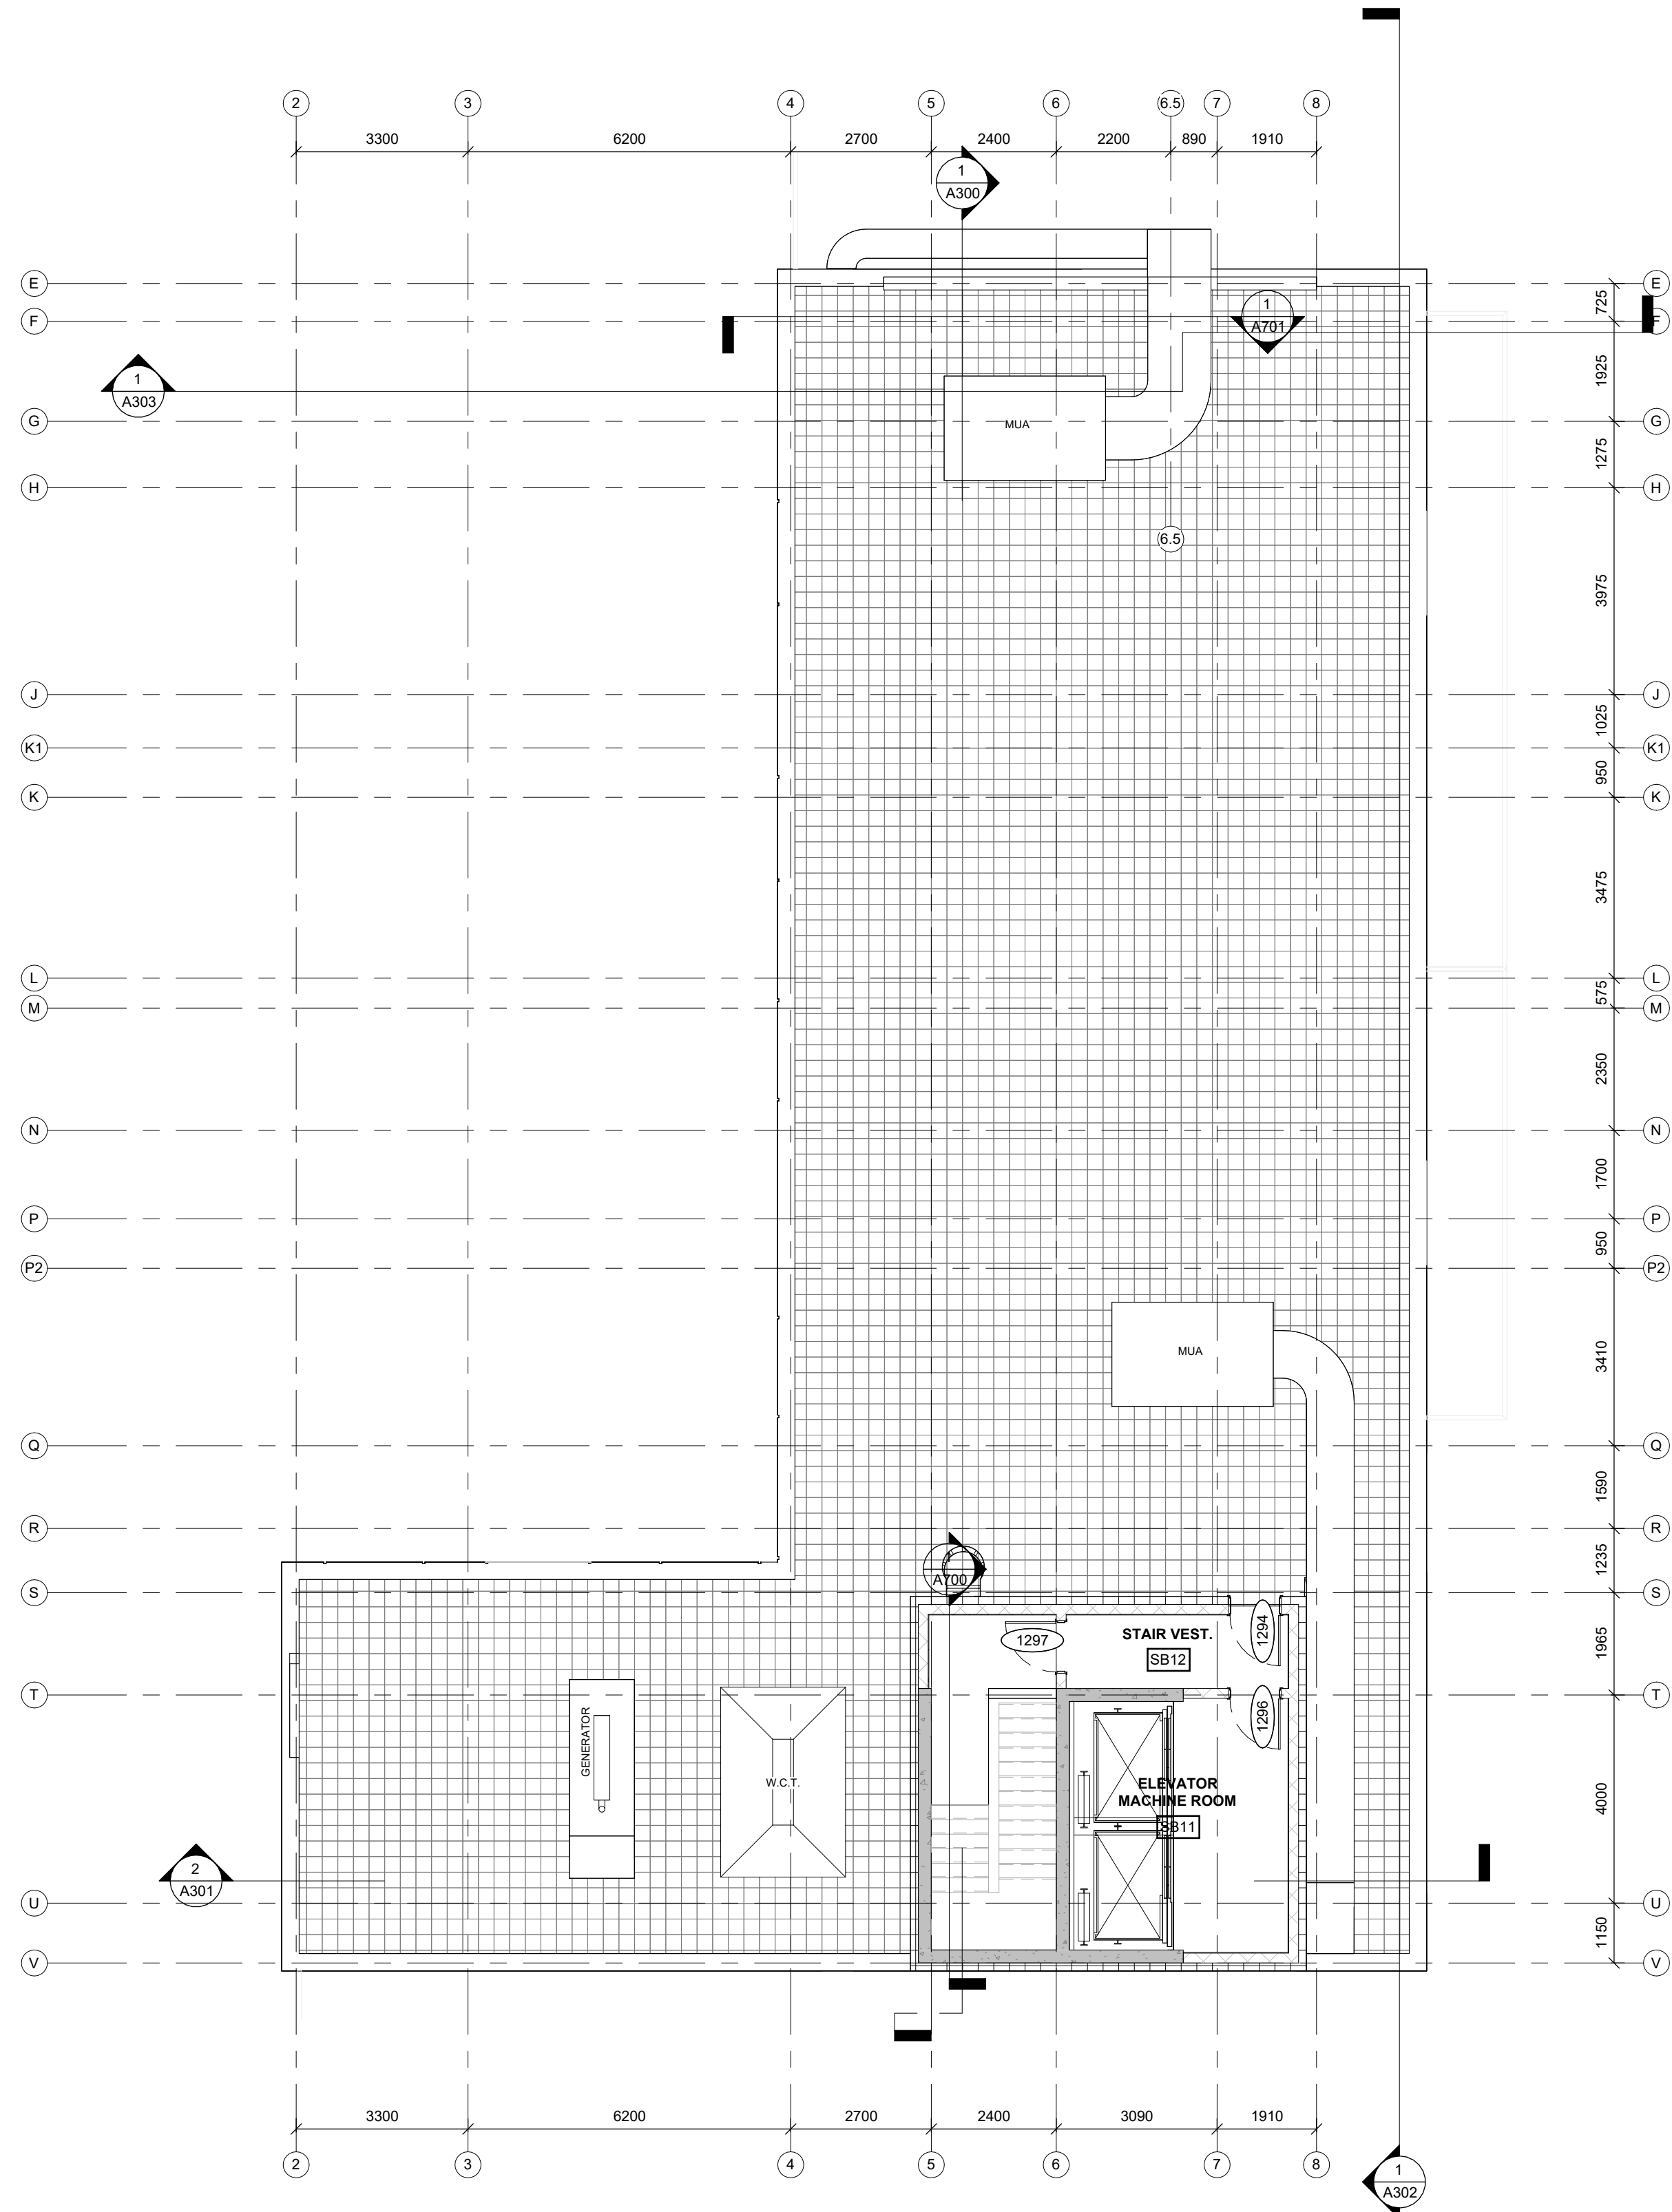 2 3 4 5 6 6.5 7 8
3300 6200 2700 2400 2200 890 1910
1
A300
E E
725
F F
1
A701
1
A303
1925
G G
MUA
1275
H H
6.5
3975
J J
1025
K1 K1
950
K K
3475
L L
575
M M
2350
N N
1700
P P
950
P2 P2
MUA
3410
Q Q
1590
R R
1235
A700
S S
1297
STAIR VEST.
SB12
1294
1965
T T
1296
GENERATOR
W.C.T.
ELEVATOR
MACHINE ROOM
SB11
4000
2
A301
U U
1150
V V
3300 6200 2700 2400 3090 1910
2 3 4 5 6 7 8
1
A302